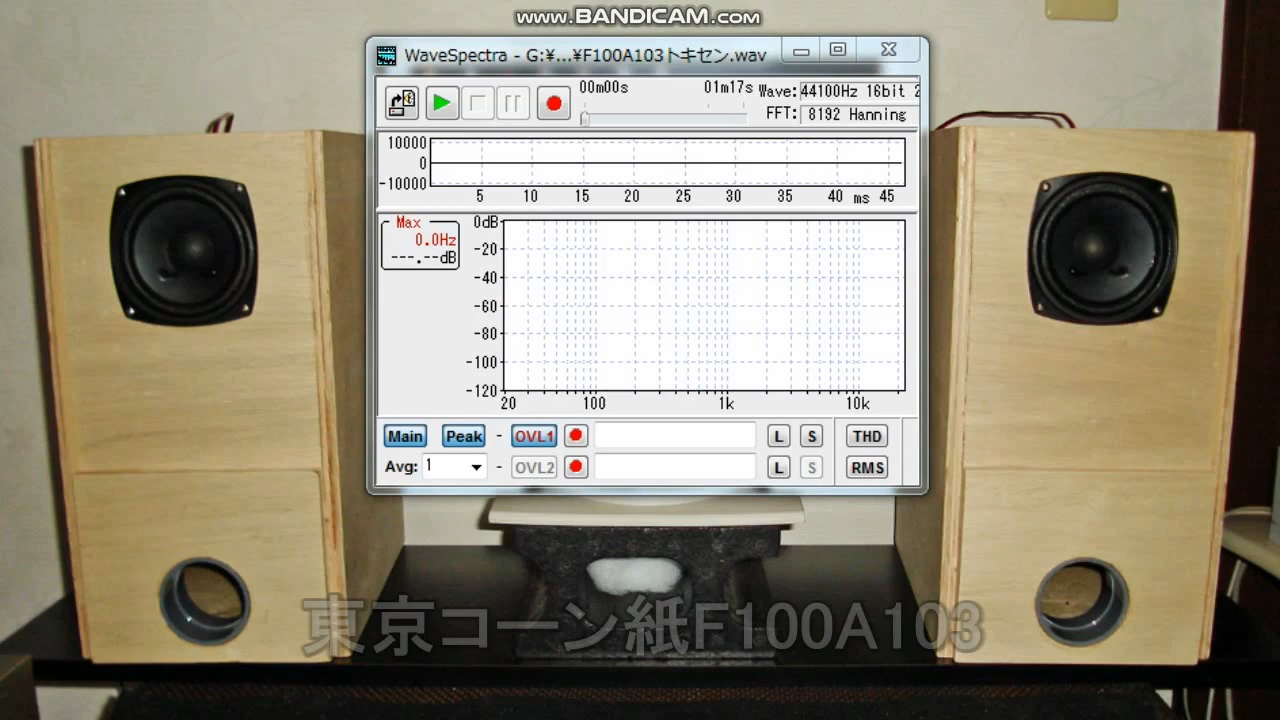 www.BANDICAM.com
WaveSpectra - G:¥...¥F100A103トキセン.wav
00m00s 01m17s Wave: 44100Hz 16bit 2
FFT: 8192 Hanning
10000
0
-10000
5 10 15 20 25 30 35 40 ms 45
Max
0.0Hz
---.--dB
0dB
-20
-40
-60
-80
-100
-120
20 100 1k 10k
Main Peak - OVL1 L S THD
Avg: 1 - OVL2 L S RMS
東京コーン紙F100A103